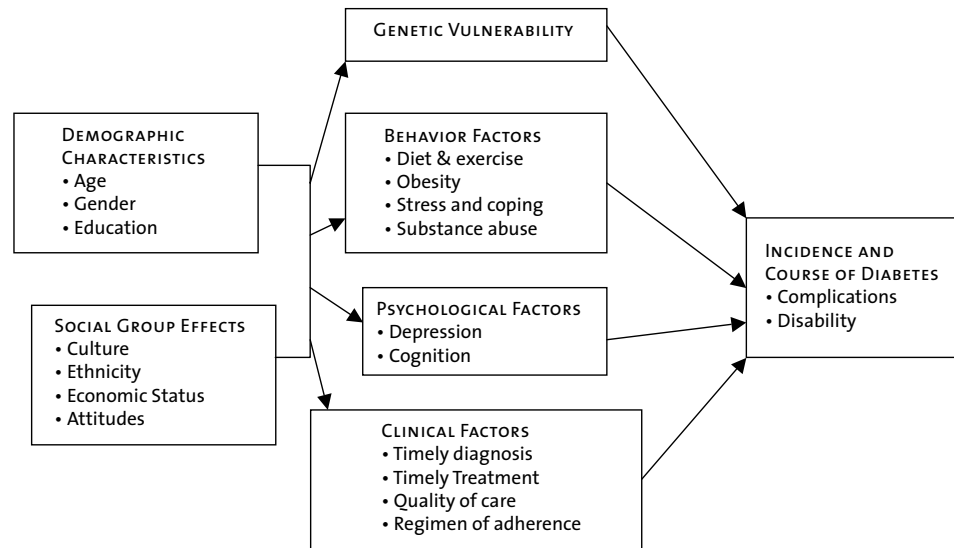 GENETIC VULNERABILITY
DEMOGRAPHIC
CHARACTERISTICS
• Age
• Gender
• Education
BEHAVIOR FACTORS
• Diet & exercise
• Obesity
• Stress and coping
• Substance abuse
SOCIAL GROUP EFFECTS
• Culture
• Ethnicity
• Economic Status
• Attitudes
PSYCHOLOGICAL FACTORS
• Depression
• Cognition
CLINICAL FACTORS
• Timely diagnosis
• Timely Treatment
• Quality of care
• Regimen of adherence
INCIDENCE AND
COURSE OF DIABETES
• Complications
• Disability